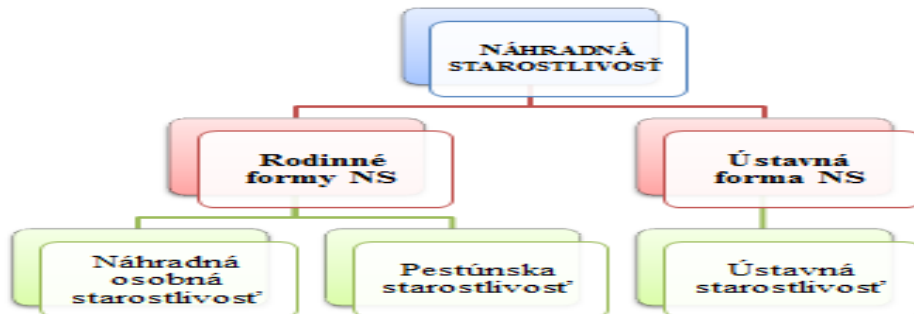 NÁHRADNÁ
STAROSTLIVOSŤ
Rodinné
formy NS
Ústavná
forma NS
Náhradná
osobná
starostlivosť
Pestúnska
starostlivosť
Ústavná
starostlivosť